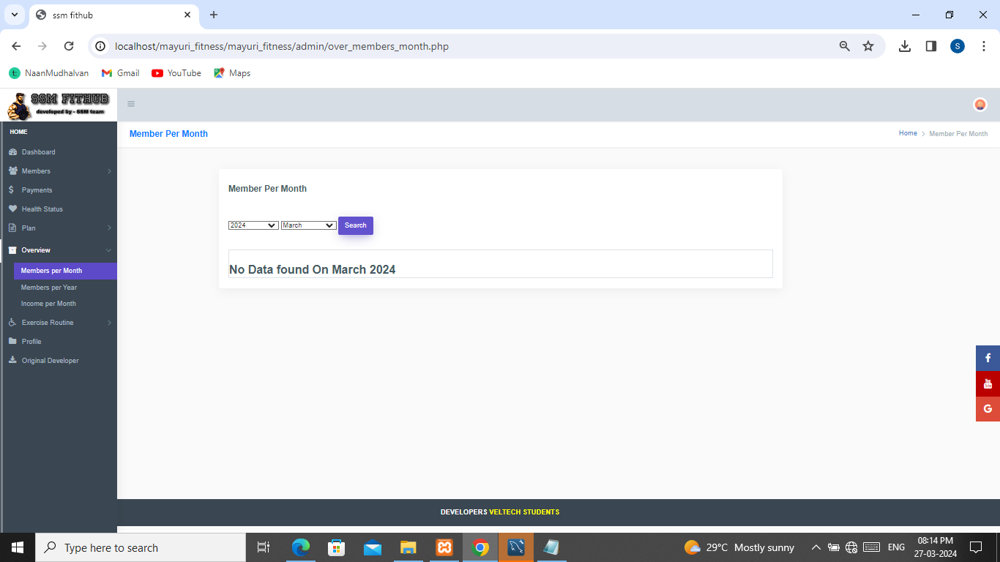 ssm fithub
localhost/mayuri_fitness/mayuri_fitness/admin/over_members_month.php
S
t:
NaanMudhalvan
Gmail
YouTube
Maps
SSM FITHUB
developed by - SSM team
HOME
Member Per Month
Home
Member Per Month
Dashboard
Members
Payments
Health Status
Plan
Overview
Members per Month
Members per Year
Income per Month
Exercise Routine
Profile
Original Developer
Member Per Month
2024
March
Search
No Data found On March 2024
DEVELOPERS VELTECH STUDENTS
Type here to search
29°C Mostly sunny
ENG
08:14 PM
27-03-2024